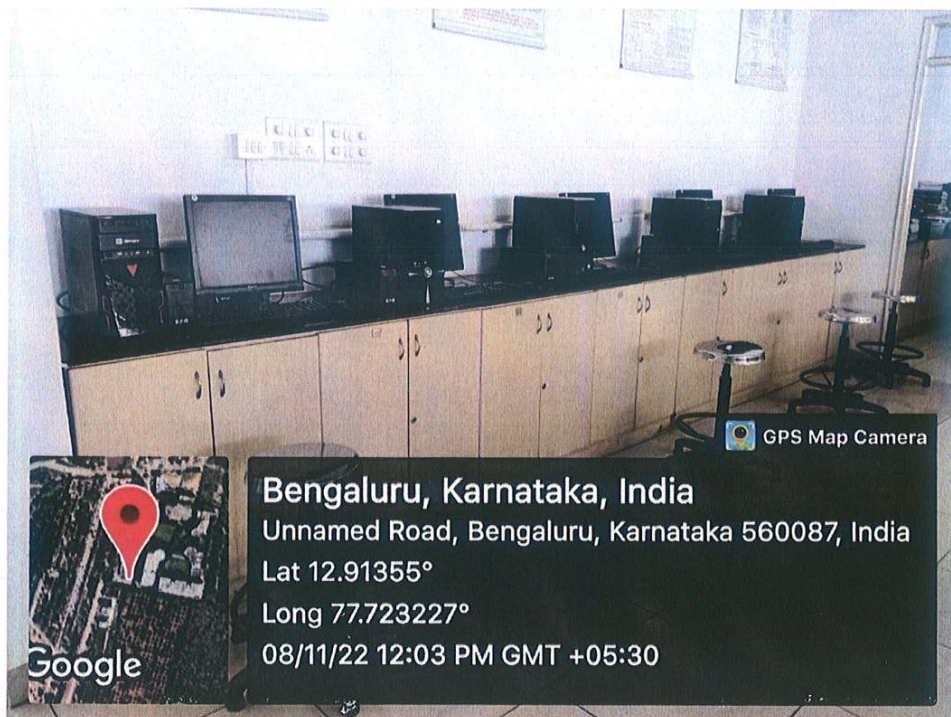 GPS Map Camera
Bengaluru, Karnataka, India
Unnamed Road, Bengaluru, Karnataka 560087, India
Lat 12.91355°
Long 77.723227°
08/11/22 12:03 PM GMT +05:30
Google